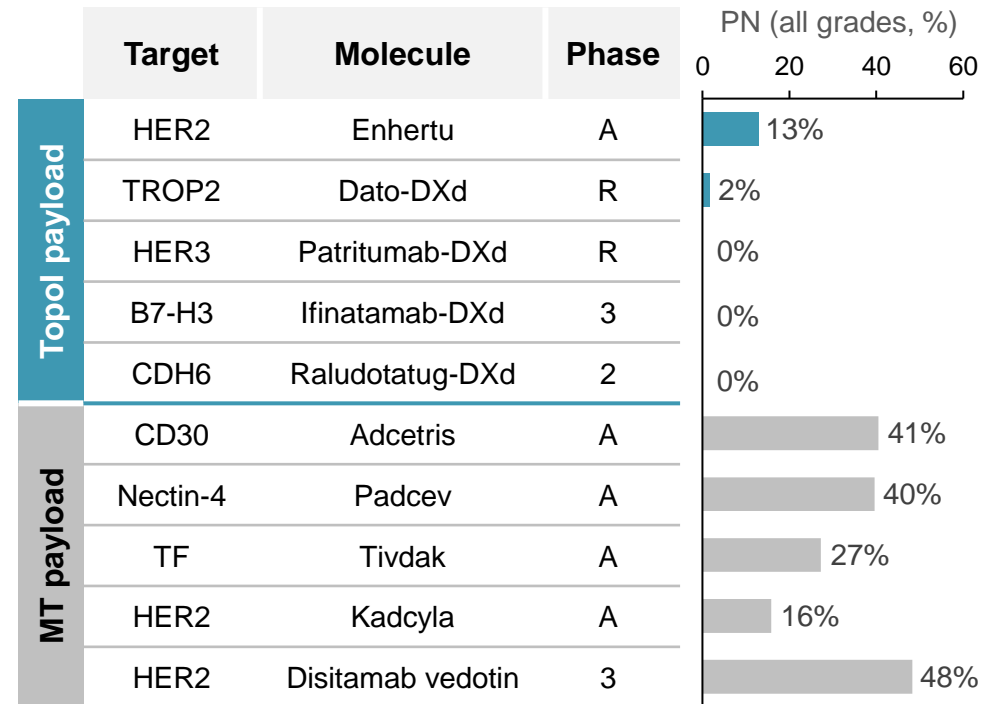 PN (all grades, %)
Target Molecule Phase
0 20 40 60
TopoI payload
HER2 Enhertu A 13%
TROP2 Dato-DXd R 2%
HER3 Patritumab-DXd R 0%
B7-H3 Ifinatamab-DXd 3 0%
CDH6 Raludotatug-DXd 2 0%
MT payload
CD30 Adcetris A 41%
Nectin-4 Padcev A 40%
TF Tivdak A 27%
HER2 Kadcyla A 16%
HER2 Disitamab vedotin 3 48%